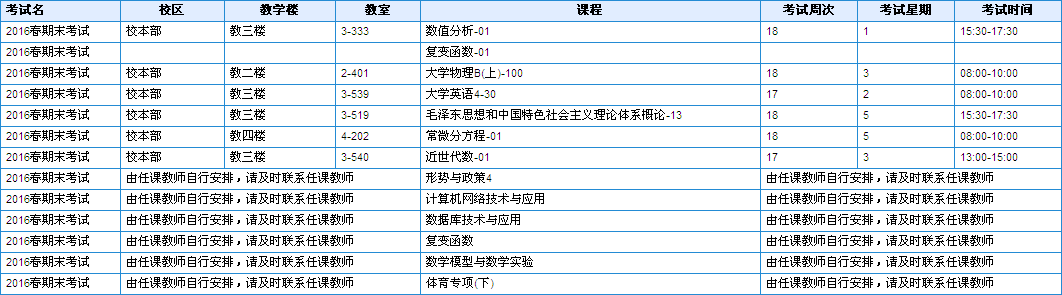 考试名 校区 教学楼 教室 课程 考试周次 考试星期 考试时间
2016春期末考试 校本部 教三楼 3-333 数值分析-01 18 1 15:30-17:30
2016春期末考试 复变函数-01
2016春期末考试 校本部 教二楼 2-401 大学物理B(上)-100 18 3 08:00-10:00
2016春期末考试 校本部 教三楼 3-539 大学英语4-30 17 2 08:00-10:00
2016春期末考试 校本部 教三楼 3-519 毛泽东思想和中国特色社会主义理论体系概论-13 18 5 15:30-17:30
2016春期末考试 校本部 教四楼 4-202 常微分方程-01 18 5 08:00-10:00
2016春期末考试 校本部 教三楼 3-540 近世代数-01 17 3 13:00-15:00
2016春期末考试 由任课教师自行安排，请及时联系任课教师 形势与政策4 由任课教师自行安排，请及时联系任课教师
2016春期末考试 由任课教师自行安排，请及时联系任课教师 计算机网络技术与应用 由任课教师自行安排，请及时联系任课教师
2016春期末考试 由任课教师自行安排，请及时联系任课教师 数据库技术与应用 由任课教师自行安排，请及时联系任课教师
2016春期末考试 由任课教师自行安排，请及时联系任课教师 复变函数 由任课教师自行安排，请及时联系任课教师
2016春期末考试 由任课教师自行安排，请及时联系任课教师 数学模型与数学实验 由任课教师自行安排，请及时联系任课教师
2016春期末考试 由任课教师自行安排，请及时联系任课教师 体育专项(下) 由任课教师自行安排，请及时联系任课教师